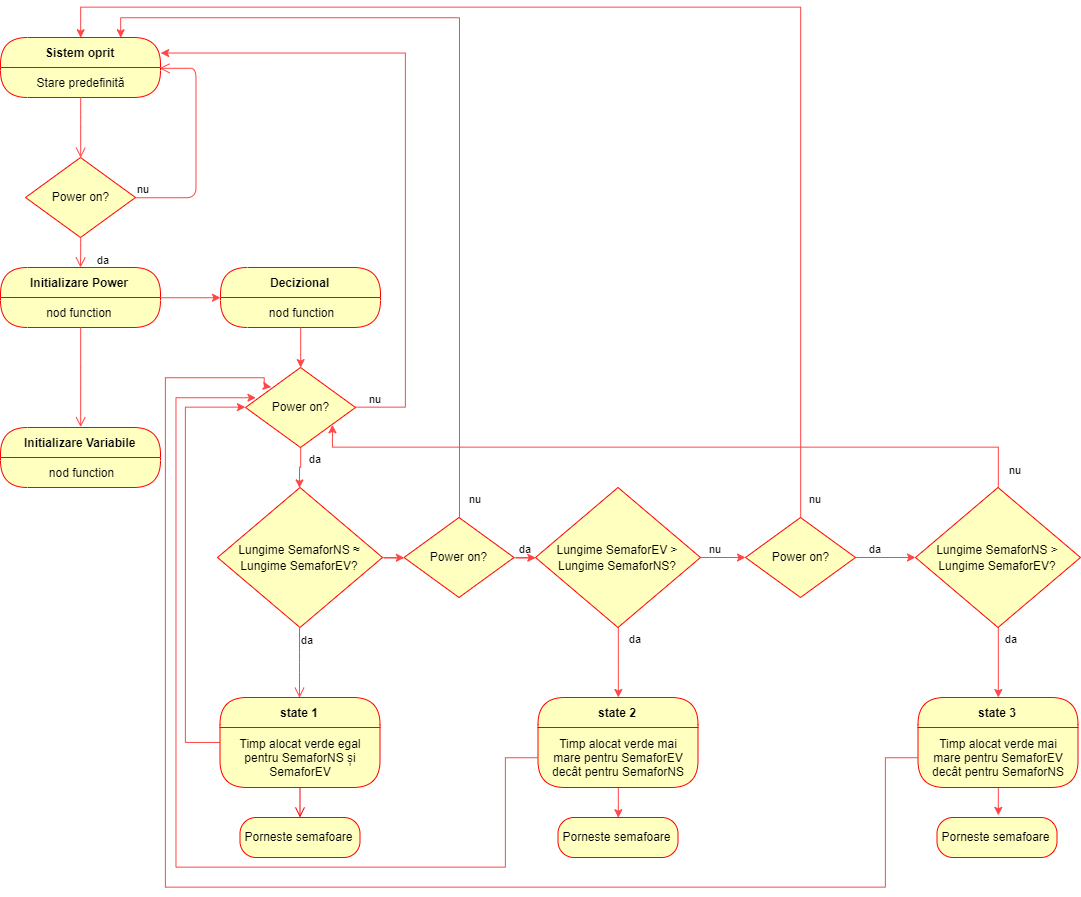 Sistem oprit
Stare predefinită
Power on?
nu
da
Initializare Power
nod function
Decizional
nod function
Power on?
nu
da
Initializare Variabile
nod function
Lungime SemaforNS ≈
Lungime SemaforEV?
da
Power on?
nu
da
Lungime SemaforEV >
Lungime SemaforNS?
nu
da
Power on?
nu
da
Lungime SemaforNS >
Lungime SemaforEV?
nu
da
state 1
Timp alocat verde egal
pentru SemaforNS și
SemaforEV
Porneste semafoare
state 2
Timp alocat verde mai
mare pentru SemaforEV
decât pentru SemaforNS
Porneste semafoare
state 3
Timp alocat verde mai
mare pentru SemaforEV
decât pentru SemaforNS
Porneste semafoare